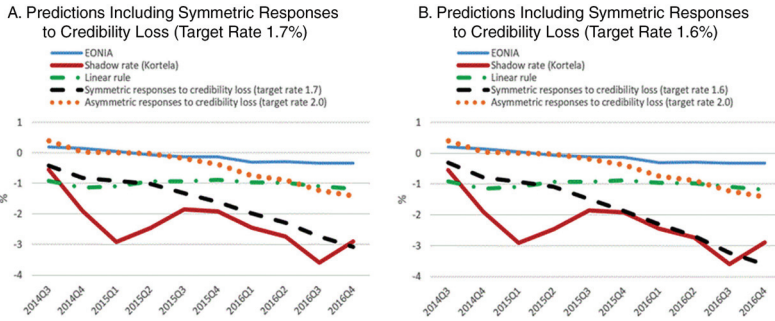 A. Predictions Including Symmetric Responses
to Credibility Loss (Target Rate 1.7%)
EONIA
Shadow rate (Kortela)
Linear rule
Symmetric responses to credibility loss (target rate 1.7)
Asymmetric responses to credibility loss (target rate 2.0)
1
0
-1
-2
-3
-4
%
2014Q3
2014Q4
2015Q1
2015Q2
2015Q3
2015Q4
2016Q1
2016Q2
2016Q3
2016Q4
B. Predictions Including Symmetric Responses
to Credibility Loss (Target Rate 1.6%)
EONIA
Shadow rate (Kortela)
Linear rule
Symmetric responses to credibility loss (target rate 1.6)
Asymmetric responses to credibility loss (target rate 2.0)
1
0
-1
-2
-3
-4
%
2014Q3
2014Q4
2015Q1
2015Q2
2015Q3
2015Q4
2016Q1
2016Q2
2016Q3
2016Q4